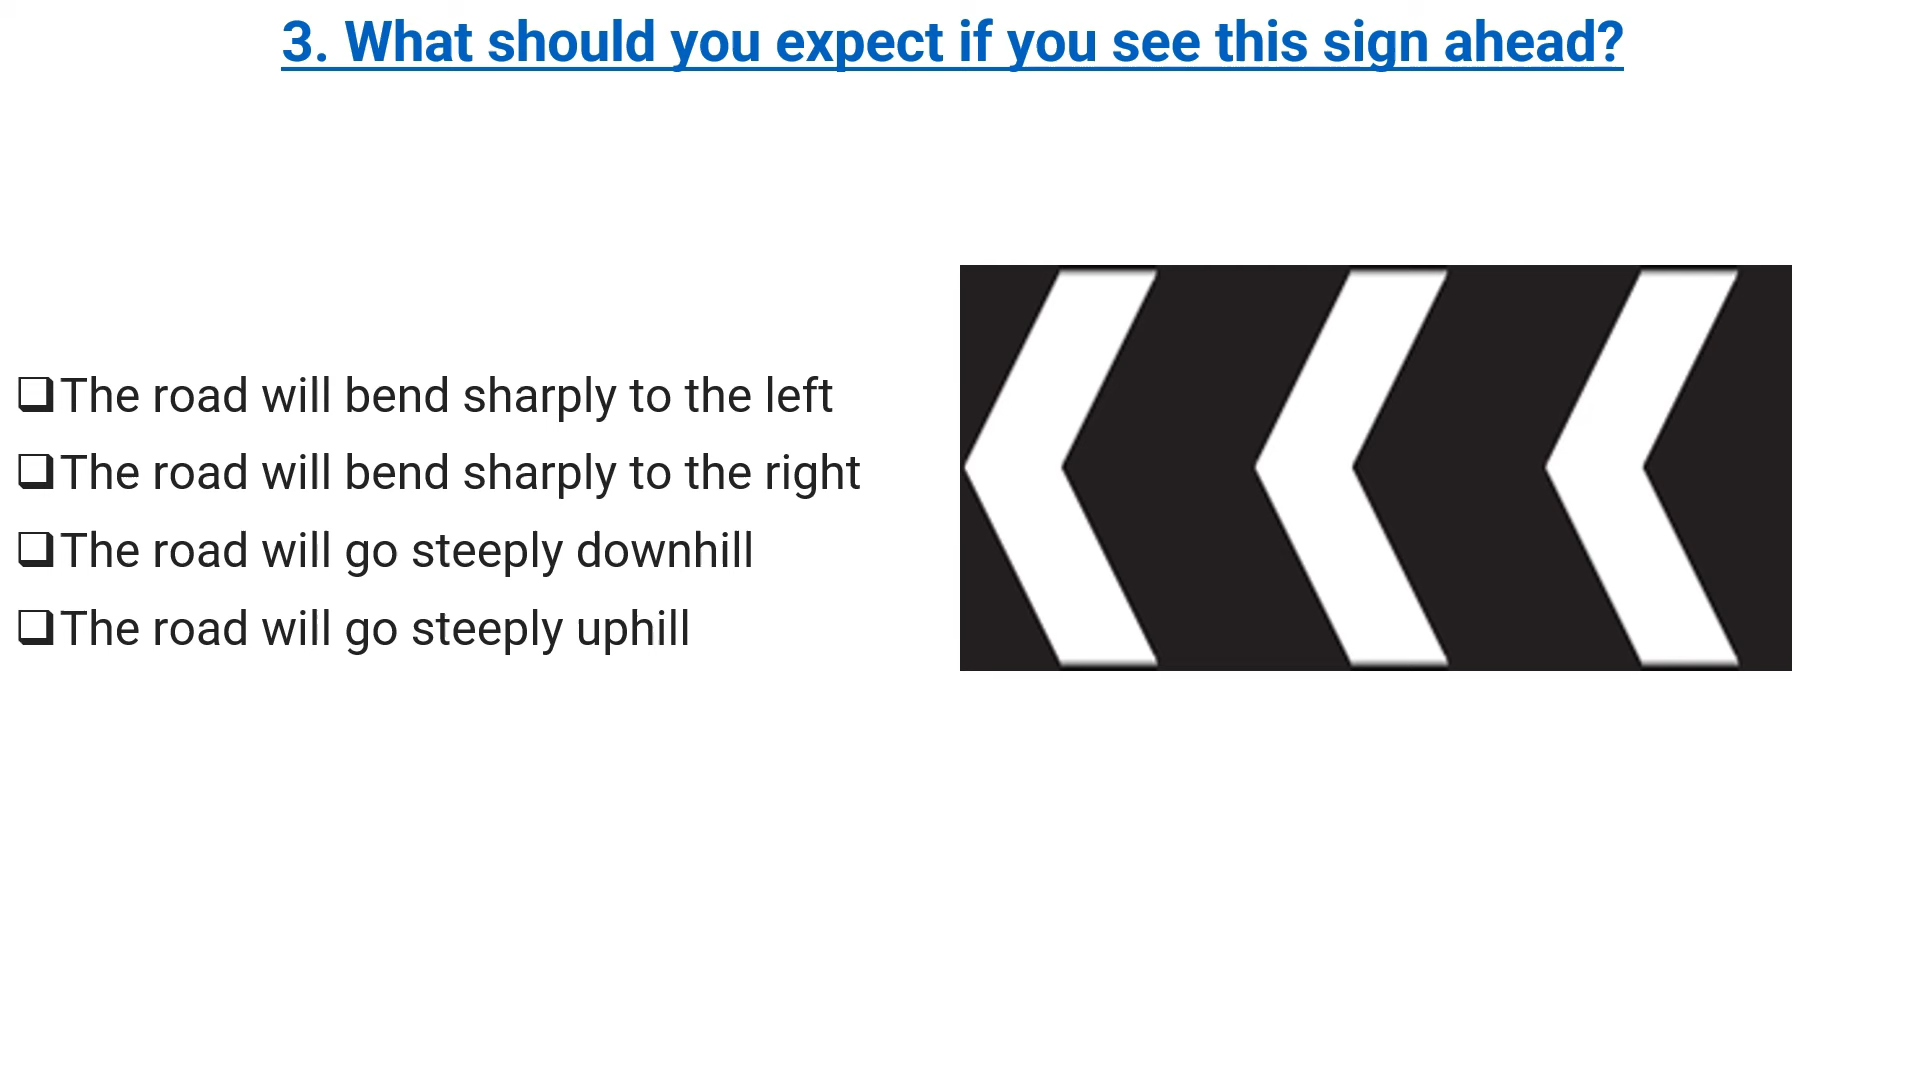 3. What should you expect if you see this sign ahead?
❑The road will bend sharply to the left
❑The road will bend sharply to the right
❑The road will go steeply downhill
❑The road will go steeply uphill